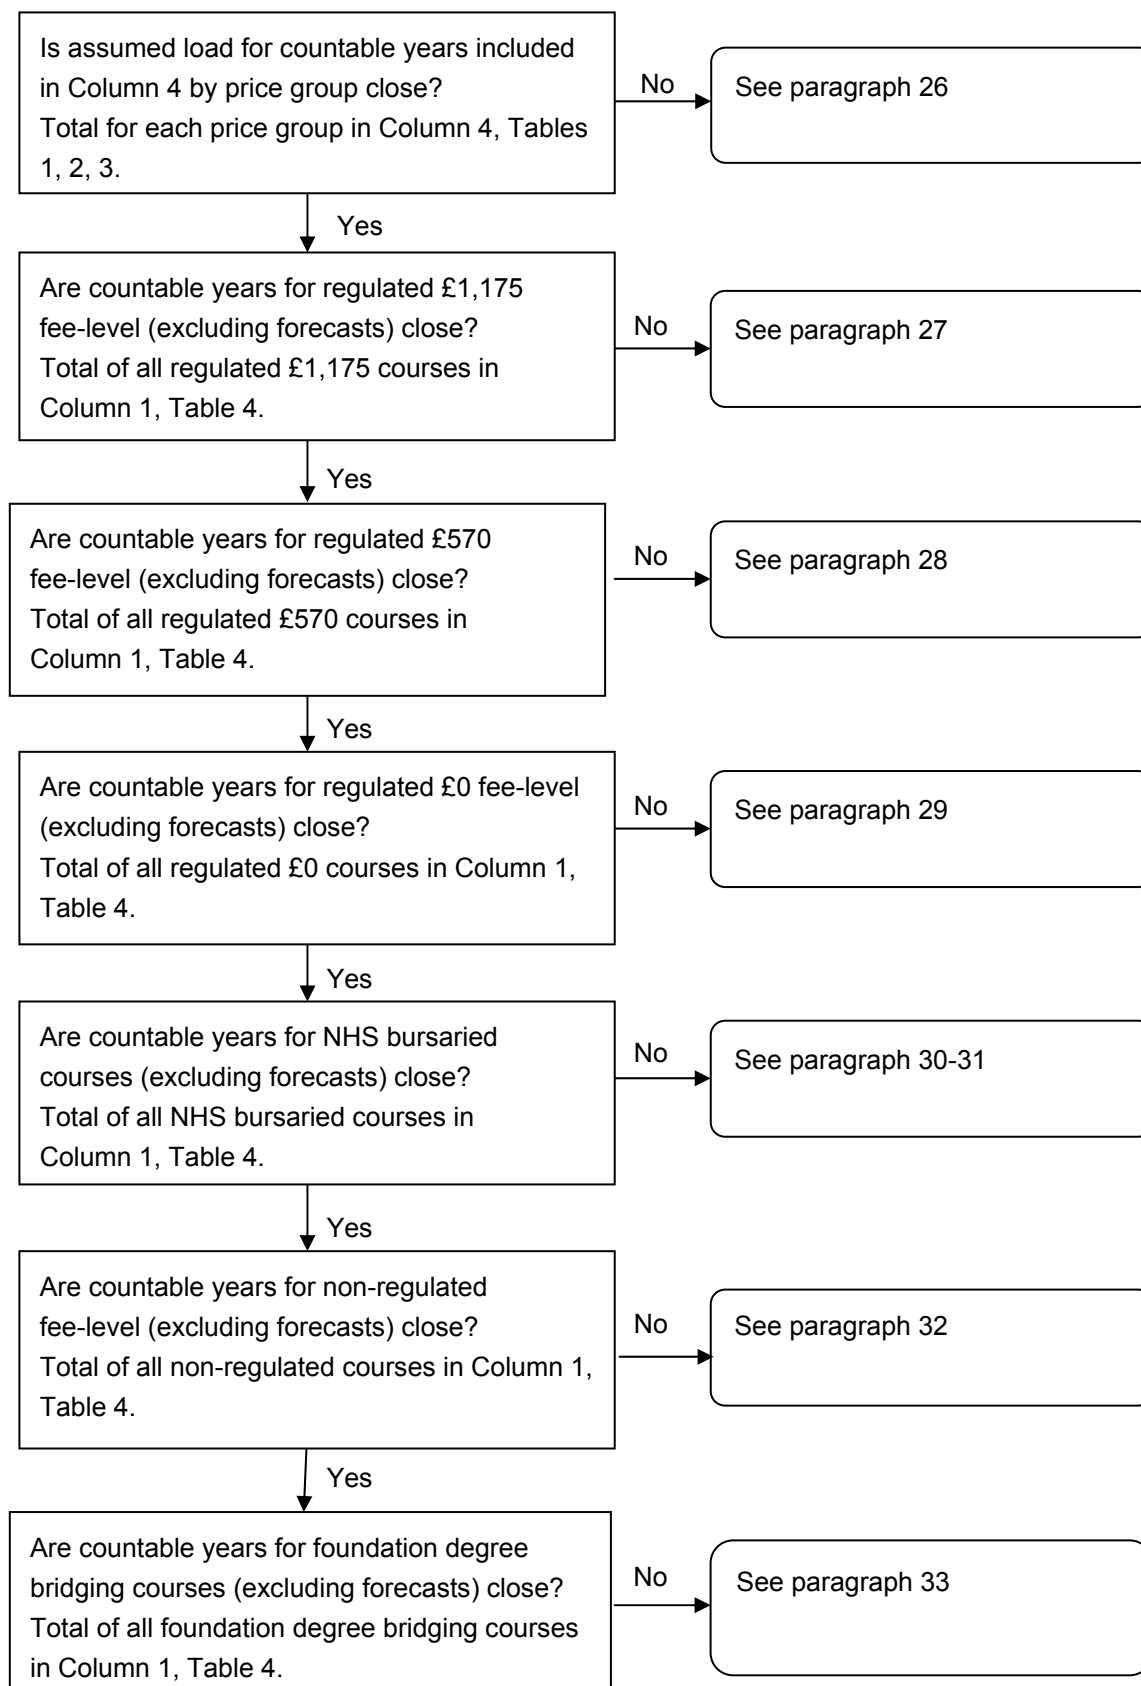 Is assumed load for countable years included
in Column 4 by price group close?
Total for each price group in Column 4, Tables
1, 2, 3.
No
See paragraph 26
Yes
Are countable years for regulated £1,175
fee-level (excluding forecasts) close?
Total of all regulated £1,175 courses in
Column 1, Table 4.
No
See paragraph 27
Yes
Are countable years for regulated £570
fee-level (excluding forecasts) close?
Total of all regulated £570 courses in
Column 1, Table 4.
No
See paragraph 28
Yes
Are countable years for regulated £0 fee-level
(excluding forecasts) close?
Total of all regulated £0 courses in Column 1,
Table 4.
No
See paragraph 29
Yes
Are countable years for NHS bursaried
courses (excluding forecasts) close?
Total of all NHS bursaried courses in
Column 1, Table 4.
No
See paragraph 30-31
Yes
Are countable years for non-regulated
fee-level (excluding forecasts) close?
Total of all non-regulated courses in Column 1,
Table 4.
No
See paragraph 32
Yes
Are countable years for foundation degree
bridging courses (excluding forecasts) close?
Total of all foundation degree bridging courses
in Column 1, Table 4.
No
See paragraph 33